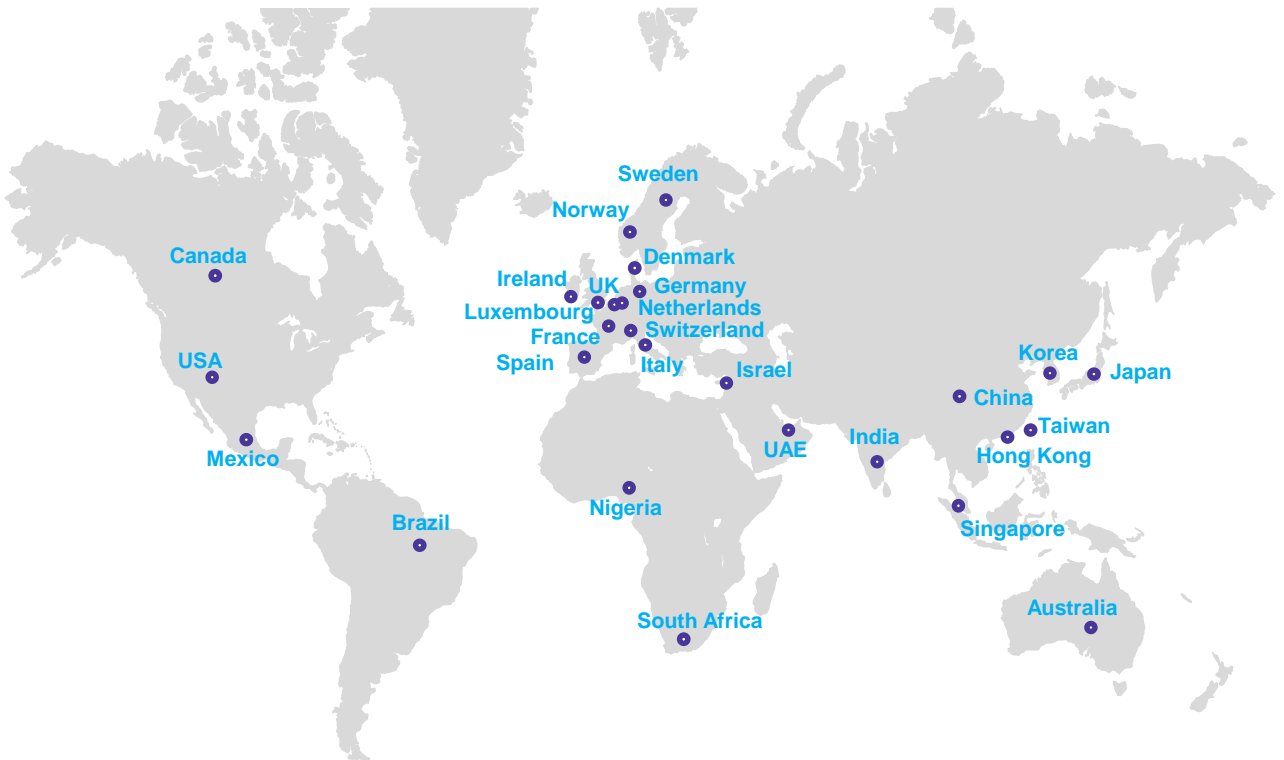 Sweden
Norway
Canada
Denmark
Ireland
UK
Germany
Luxembourg
Netherlands
France
Switzerland
USA
Spain
Italy
Israel
Korea
Japan
China
Mexico
UAE
India
Taiwan
Hong Kong
Nigeria
Brazil
Singapore
South Africa
Australia